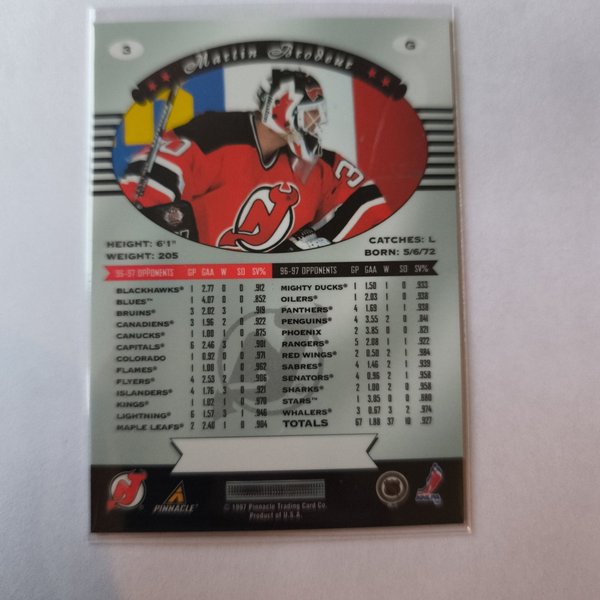 3 G
Martin Brodeur
HEIGHT: 6'1" CATCHES: L
WEIGHT: 205 BORN: 5/6/72
96-97 OPPONENTS GP GAA W SO SV%
BLACKHAWKS® 1 2.77 0 0 .912
BLUES™ 1 4.07 0 0 .852
BRUINS® 3 2.02 3 1 .919
CANADIENS® 3 1.96 2 0 .922
CANUCKS® 1 1.00 1 0 .875
CAPITALS® 6 2.46 3 1 .901
COLORADO 1 0.92 0 0 .971
FLAMES® 1 1.00 1 0 .962
FLYERS® 4 2.53 2 0 .906
ISLANDERS® 4 1.76 3 1 .921
KINGS® 1 1.02 1 0 .970
LIGHTNING® 6 1.57 .946
MAPLE LEAFS® 2 2.40 1 0 .904
96-97 OPPONENTS GP GAA W SO SV%
MIGHTY DUCKS® 1 1.50 1 0 .933
OILERS® 1 2.03 1 0 .938
PANTHERS® 4 1.69 1 1 .938
PENGUINS® 4 3.55 2 0
PHOENIX 2 3.85 0 0 .821
RANGERS® 5 2.08 1 1 .922
RED WINGS® 2 0.50 2 1 .984
SABRES® 4 1.46 2 1 .939
SENATORS® 4 0.96 2 1 .958
SHARKS® 2 1.00 2 0 .958
STARS™ 1 3.05 0 0 .880
WHALERS® 3 0.67 3 2 .974
TOTALS 67 1.88 37 10 .927
PINNACLE®
© 1997 Pinnacle Trading Card Co.
Product of U.S.A.